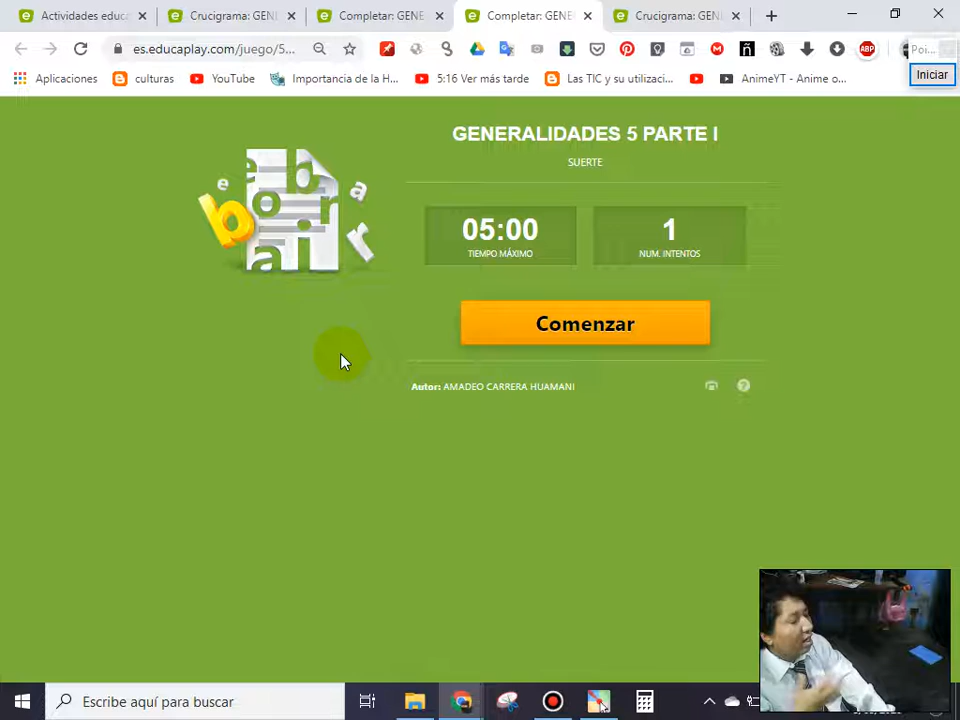 Actividades educa
Crucigrama: GENE
Completar: GENE
Completar: GENE
Crucigrama: GENE
es.educaplay.com/juego/5...
Poi...
Aplicaciones
culturas
YouTube
Importancia de la H...
5:16 Ver más tarde
Las TIC y su utilizaci...
AnimeYT - Anime o...
Iniciar
GENERALIDADES 5 PARTE I
SUERTE
05:00
TIEMPO MÁXIMO
1
NUM. INTENTOS
Comenzar
Autor: AMADEO CARRERA HUAMANI
Escribe aquí para buscar